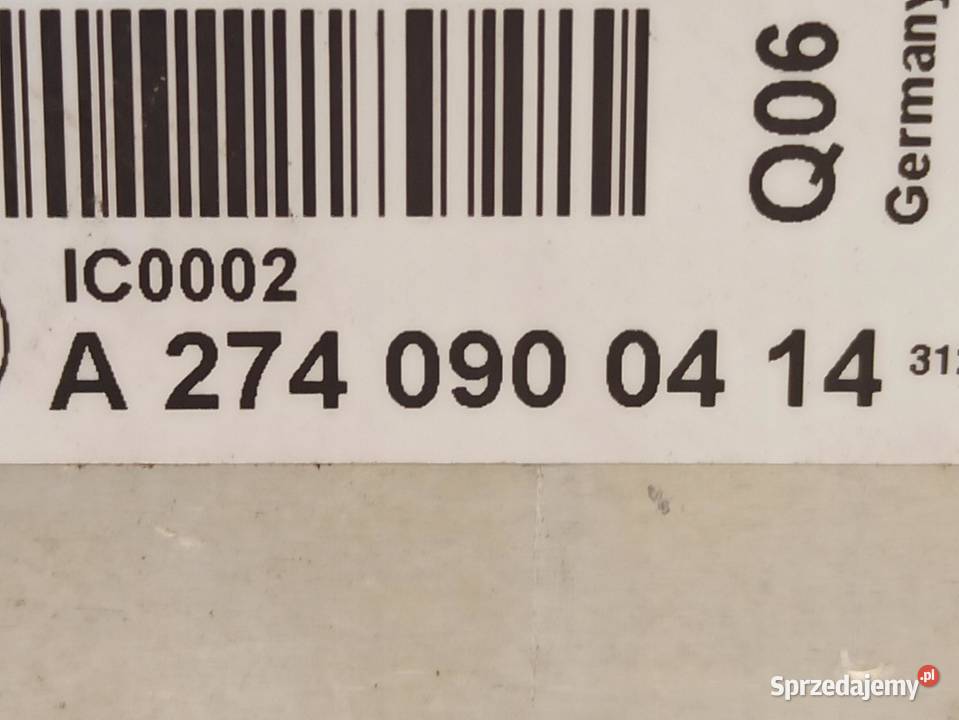 Q06
Germany
IC0002
A 274 090 04 14
Sprzedajemy.pl